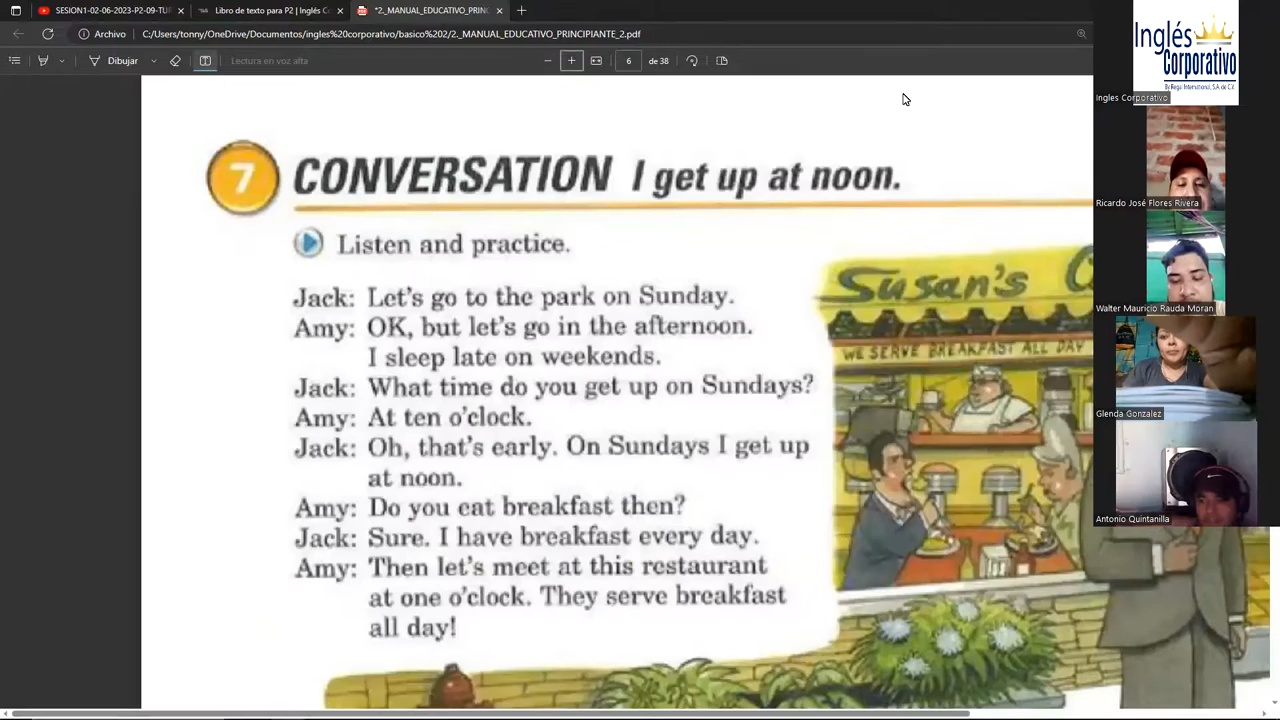 SESION1-02-06-2023-P2-09-TUF
Libro de texto para P2 | Inglés Co
*2._MANUAL_EDUCATIVO_PRINC
Archivo
C:/Users/tonny/OneDrive/Documentos/ingles%20corporativo/basico%202/2._MANUAL_EDUCATIVO_PRINCIPIANTE_2.pdf
Dibujar
Lectura en voz alta
6
de 38
7 CONVERSATION I get up at noon.
Listen and practice.
Jack: Let's go to the park on Sunday.
Amy: OK, but let's go in the afternoon.
I sleep late on weekends.
Jack: What time do you get up on Sundays?
Amy: At ten o'clock.
Jack: Oh, that's early. On Sundays I get up
at noon.
Amy: Do you eat breakfast then?
Jack: Sure. I have breakfast every day.
Amy: Then let's meet at this restaurant
at one o'clock. They serve breakfast
all day!
Susan's C
WE SERVE BREAKFAST ALL DAY
Inglés
Corporativo
By Regal International, S.A. de C.V.
Ingles Corporativo
Ricardo José Flores Rivera
Walter Mauricio Rauda Moran
Glenda Gonzalez
Antonio Quintanilla